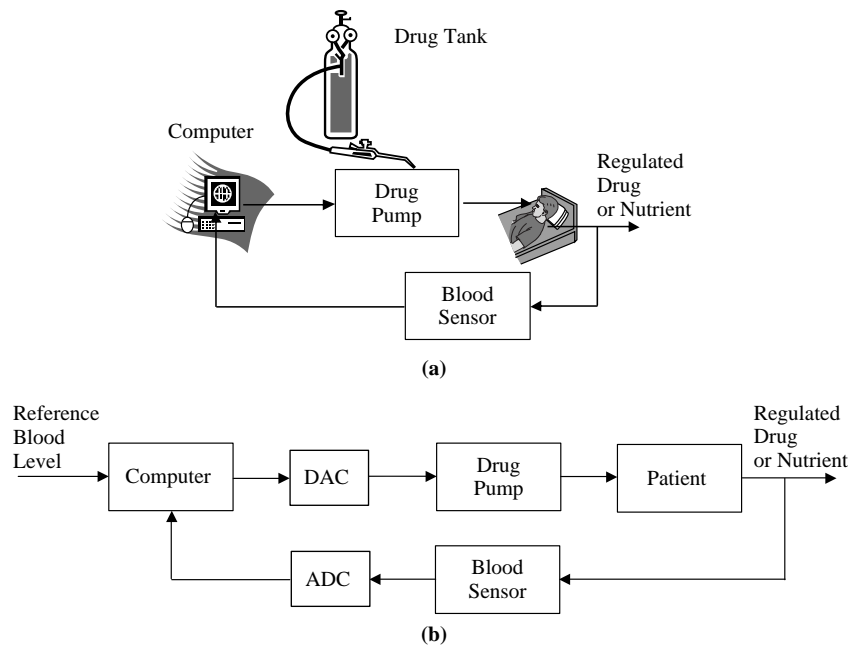 Drug Tank
Computer
Drug
Pump
Regulated
Drug
or Nutrient
Blood
Sensor
(a)
Reference
Blood
Level
Computer
DAC
Drug
Pump
Patient
Regulated
Drug
or Nutrient
ADC
Blood
Sensor
(b)